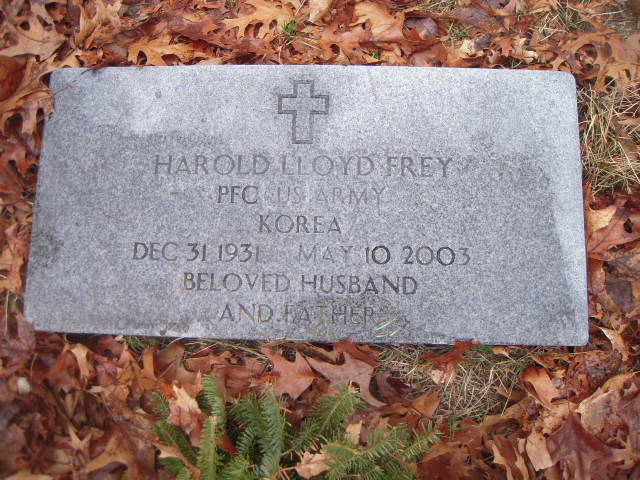 HAROLD LLOYD FREY
PFC US ARMY
KOREA
DEC 31 1931 MAY 10 2003
BELOVED HUSBAND
AND FATHER